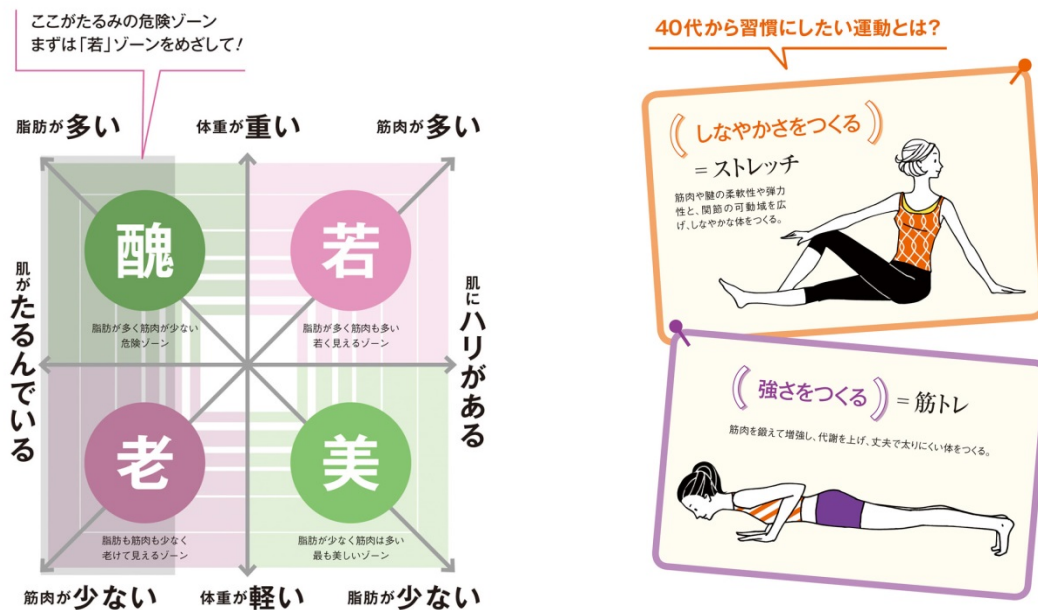 ここがたるみの危険ゾーン
まずは「若」ゾーンをめざして!
脂肪が多い
体重が重い
筋肉が多い
肌がたるんでいる
醜
脂肪が多く筋肉が少ない
危険ゾーン
若
脂肪が多く筋肉も多い
若く見えるゾーン
肌にハリがある
老
脂肪も筋肉も少なく
老けて見えるゾーン
美
脂肪が少なく筋肉は多い
最も美しいゾーン
筋肉が少ない
体重が軽い
脂肪が少ない
40代から習慣にしたい運動とは?
(しなやかさをつくる)
=ストレッチ
筋肉や腱の柔軟性や弾力
性と、関節の可動域を広
げ、しなやかな体をつくる。
(強さをつくる)=筋トレ
筋肉を鍛えて増強し、代謝を上げ、丈夫で太りにくい体をつくる。